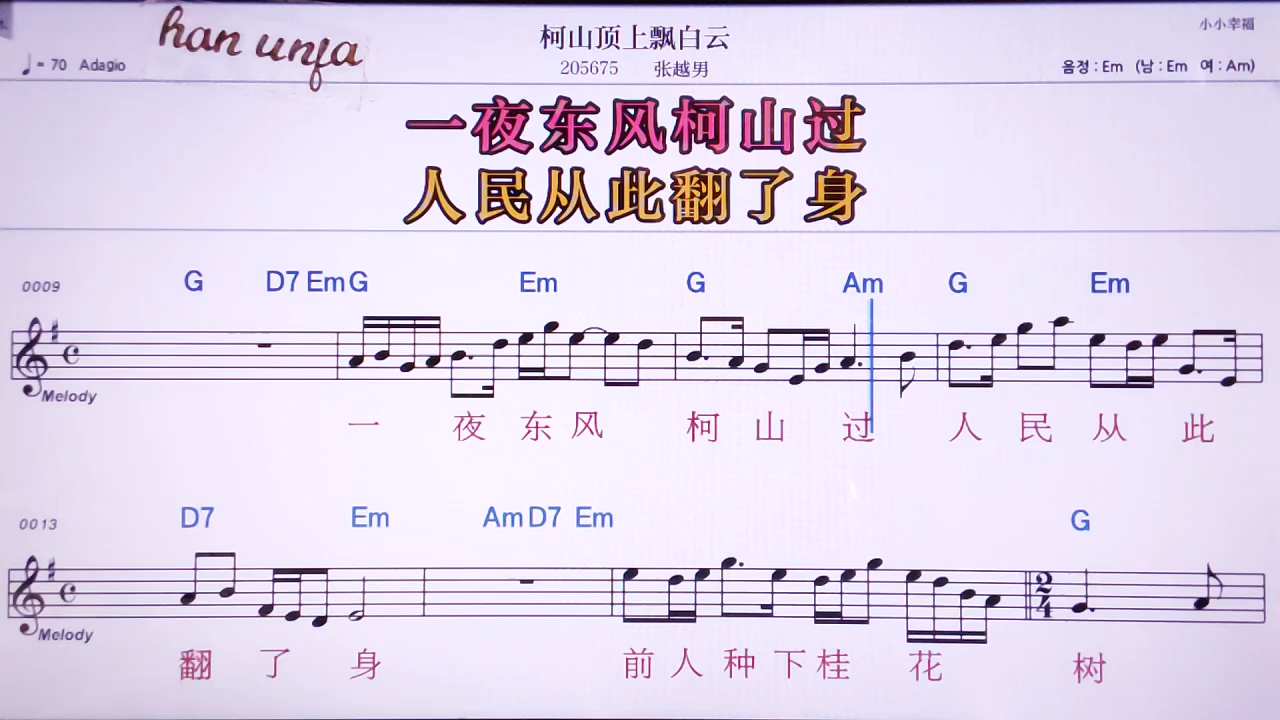 han unfa
柯山顶上飘白云
小小幸福
♩= 70 Adagio
205675 张越男
음정 : Em (남 : Em 여 : Am)
一夜东风柯山过
人民从此翻了身
0009 G D7 Em G Em G Am G Em
Melody
一 夜 东 风 柯 山 过 人 民 从 此
0013 D7 Em Am D7 Em G
2
4
Melody
翻 了 身 前 人 种 下 桂 花 树